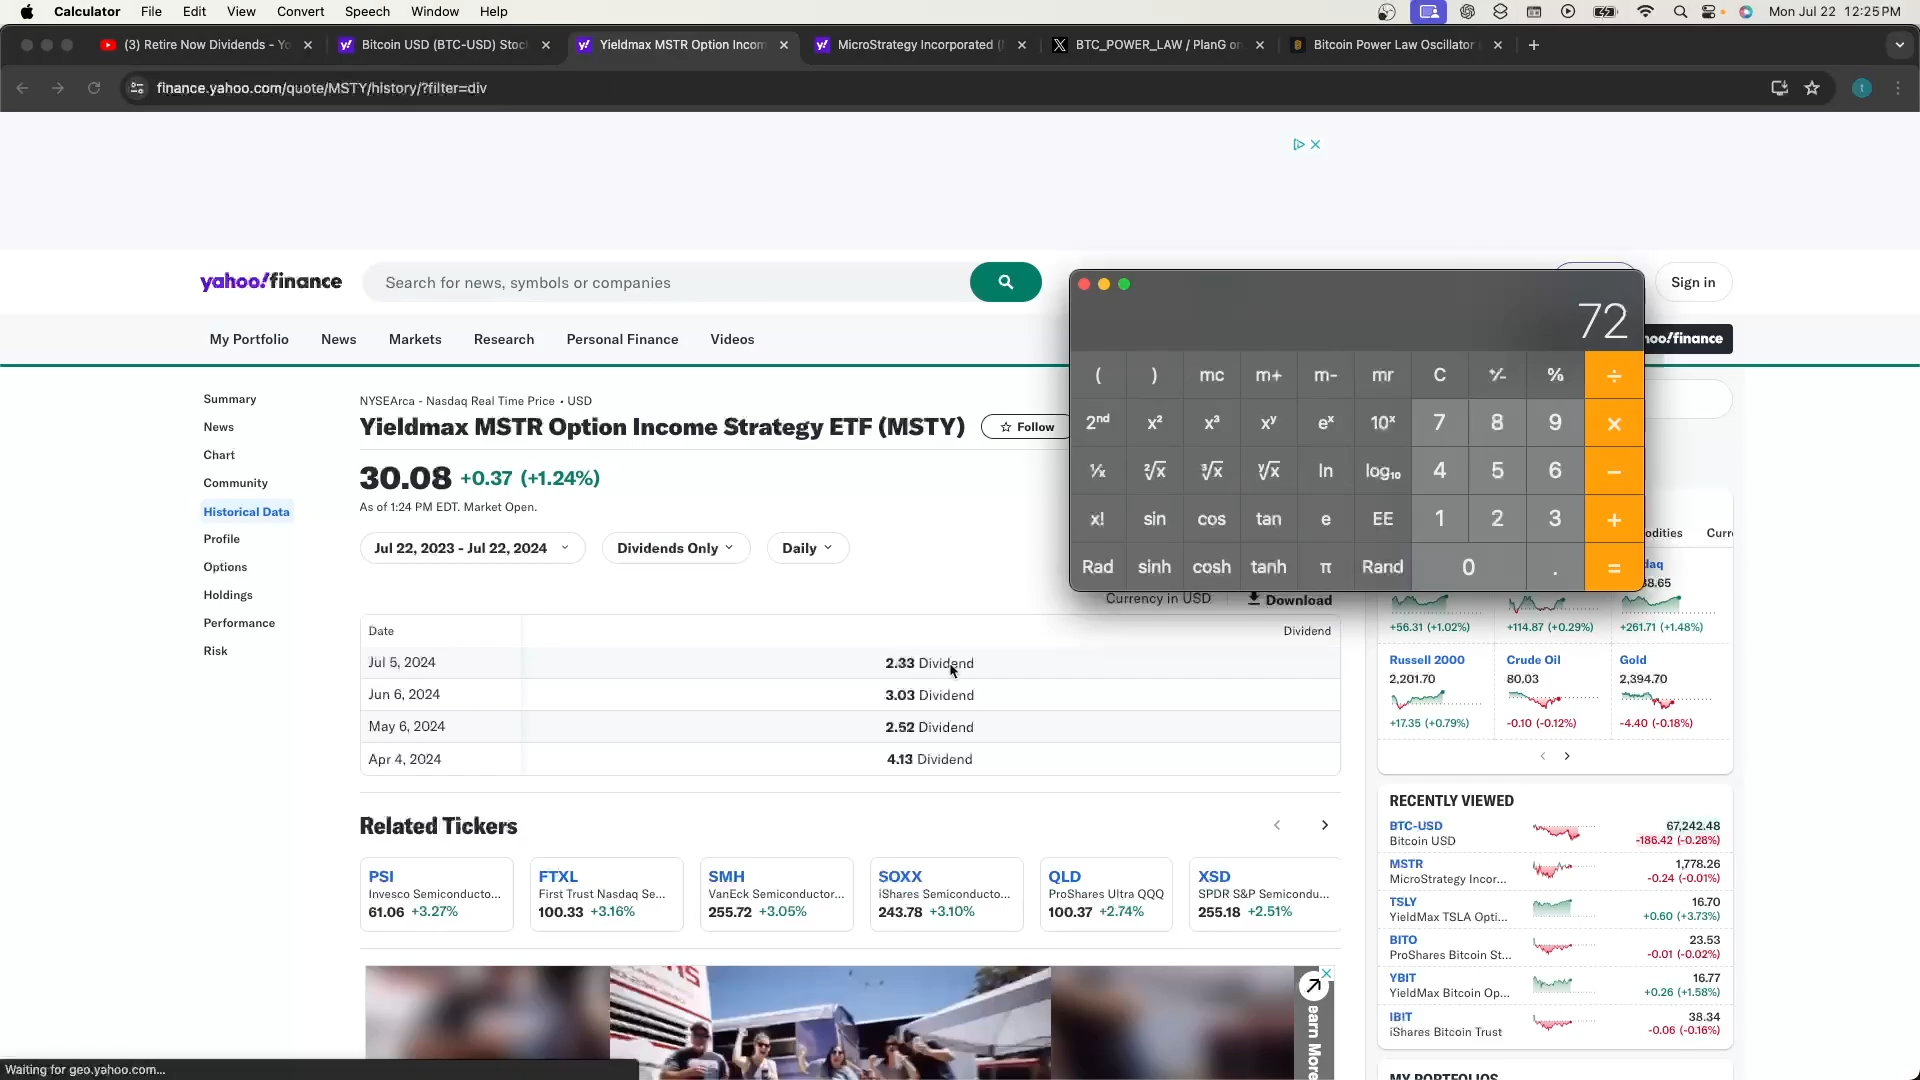 Calculator File Edit View Convert Speech Window Help Mon Jul 22 12:25 PM
(3) Retire Now Dividends - Yo Bitcoin USD (BTC-USD) Stoc Yieldmax MSTR Option Incom MicroStrategy Incorporated ( BTC_POWER_LAW / PlanG on Bitcoin Power Law Oscillator
finance.yahoo.com/quote/MSTY/history/?filter=div t
yahoo!finance Search for news, symbols or companies Sign in
My Portfolio News Markets Research Personal Finance Videos
hoo!finance
72
( ) mc m+ m- mr C +⁄- % ÷
2nd x² x³ xʸ eˣ 10ˣ 7 8 9 ×
¹⁄x ²√x ³√x ʸ√x ln log₁₀ 4 5 6 −
x! sin cos tan e EE 1 2 3 +
Rad sinh cosh tanh π Rand 0 . =
Summary
News
Chart
Community
Historical Data
Profile
Options
Holdings
Performance
Risk
NYSEArca - Nasdaq Real Time Price • USD
Yieldmax MSTR Option Income Strategy ETF (MSTY) Follow
30.08 +0.37 (+1.24%)
As of 1:24 PM EDT. Market Open.
Jul 22, 2023 - Jul 22, 2024 Dividends Only Daily
Currency in USD Download
Date Dividend
Jul 5, 2024 2.33 Dividend
Jun 6, 2024 3.03 Dividend
May 6, 2024 2.52 Dividend
Apr 4, 2024 4.13 Dividend
Related Tickers
PSI
Invesco Semiconducto...
61.06 +3.27%
FTXL
First Trust Nasdaq Se...
100.33 +3.16%
SMH
VanEck Semiconductor...
255.72 +3.05%
SOXX
iShares Semiconducto...
243.78 +3.10%
QLD
ProShares Ultra QQQ
100.37 +2.74%
XSD
SPDR S&P Semicondu...
255.18 +2.51%
earn More
odities Curr
daq
38.65
+56.31 (+1.02%) +114.87 (+0.29%) +261.71 (+1.48%)
Russell 2000 Crude Oil Gold
2,201.70 80.03 2,394.70
+17.35 (+0.79%) -0.10 (-0.12%) -4.40 (-0.18%)
RECENTLY VIEWED
BTC-USD 67,242.48
Bitcoin USD -186.42 (-0.28%)
MSTR 1,778.26
MicroStrategy Incor... -0.24 (-0.01%)
TSLY 16.70
YieldMax TSLA Opti... +0.60 (+3.73%)
BITO 23.53
ProShares Bitcoin St... -0.01 (-0.02%)
YBIT 16.77
YieldMax Bitcoin Op... +0.26 (+1.58%)
IBIT 38.34
iShares Bitcoin Trust -0.06 (-0.16%)
MY PORTFOLIOS
Waiting for geo.yahoo.com...